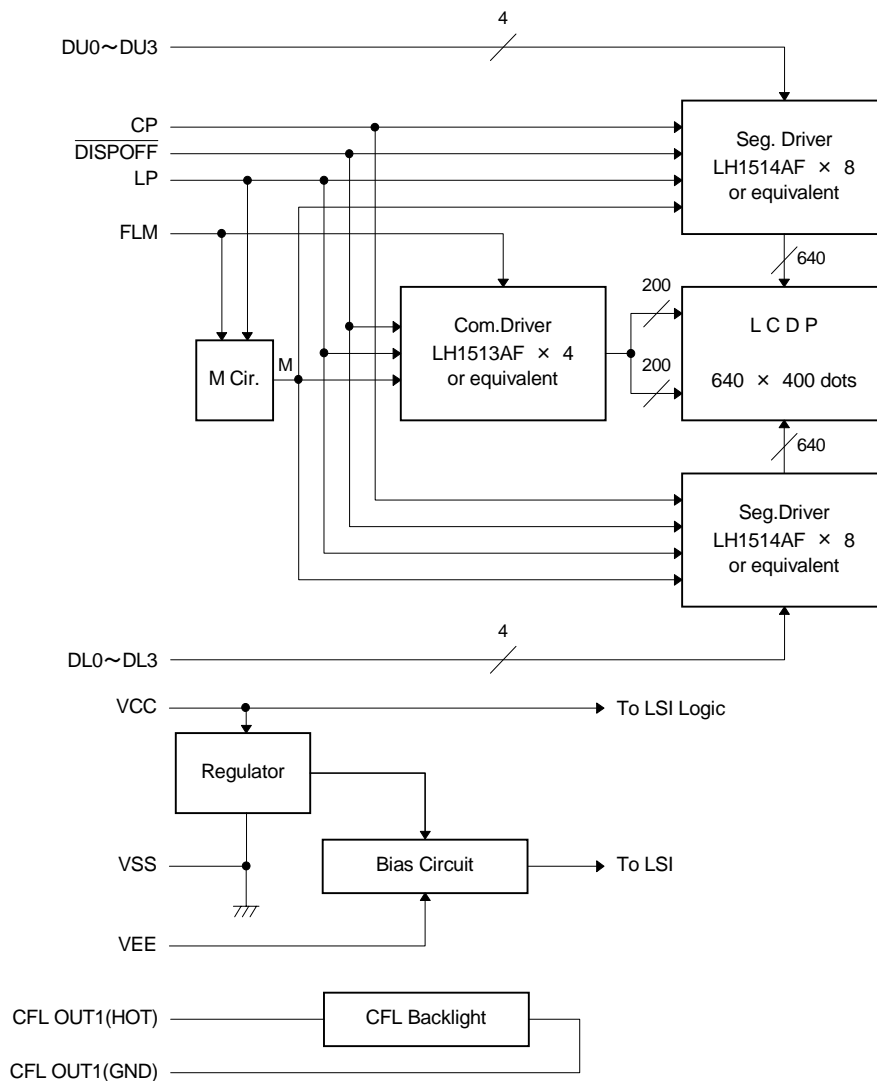 4
DU0～DU3
CP
DISPOFF
LP
FLM
Seg. Driver
LH1514AF × 8
or equivalent
640
200
Com.Driver
LH1513AF × 4
or equivalent
L C D P
M Cir.
M
200
640 × 400 dots
640
Seg.Driver
LH1514AF × 8
or equivalent
4
DL0～DL3
VCC
To LSI Logic
Regulator
VSS
Bias Circuit
To LSI
VEE
CFL OUT1(HOT)
CFL Backlight
CFL OUT1(GND)